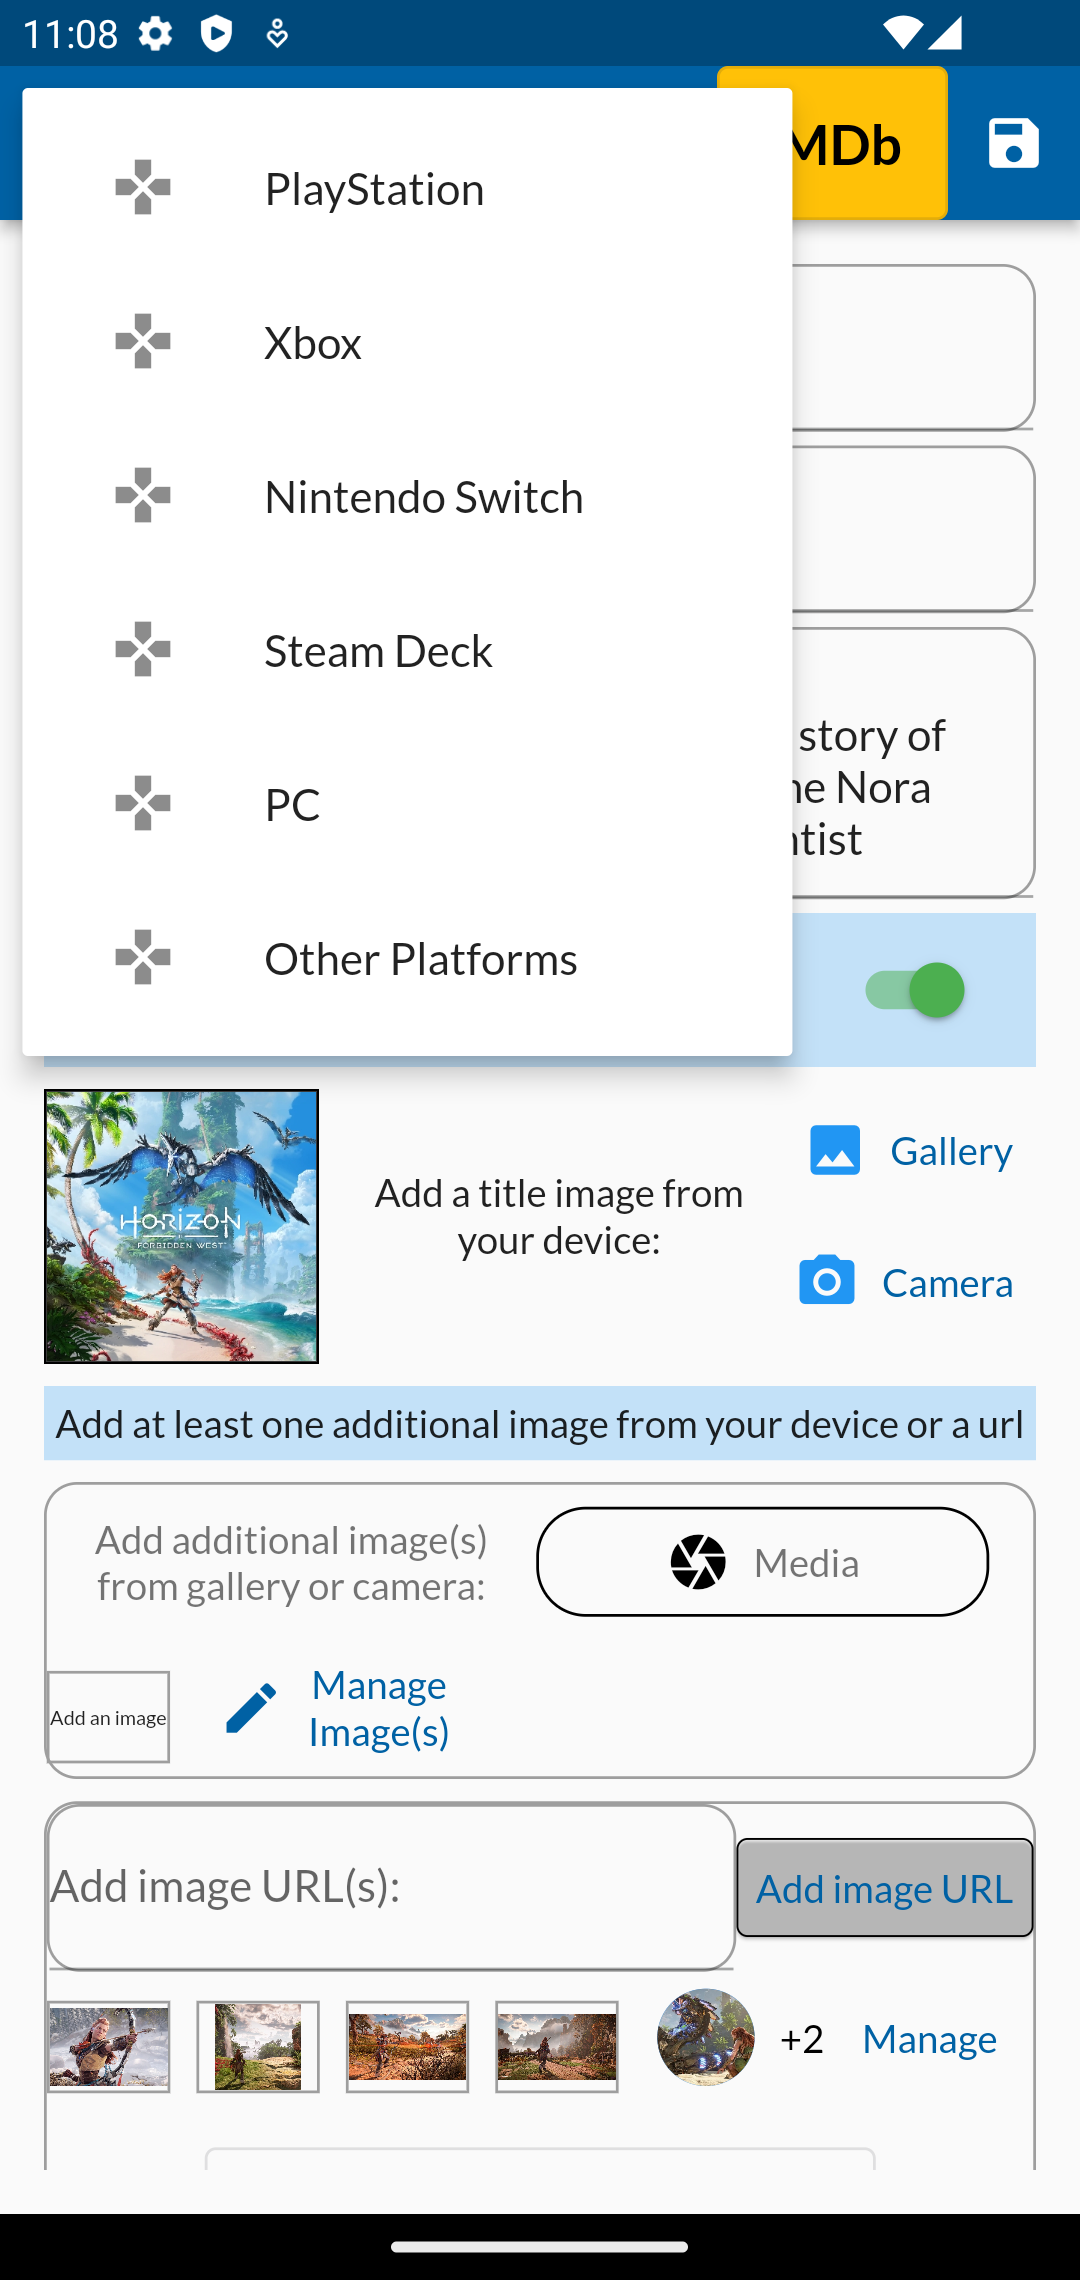 11:08
MDb
PlayStation
Xbox
Nintendo Switch
Steam Deck
story of
Nora
PC
Other Platforms
HORIZON
FORBIDDEN WEST
Add a title image from
your device:
Gallery
Camera
Add at least one additional image from your device or a url
Add additional image(s)
from gallery or camera:
Media
Add an image
Manage
Image(s)
Add image URL(s):
Add image URL
+2
Manage